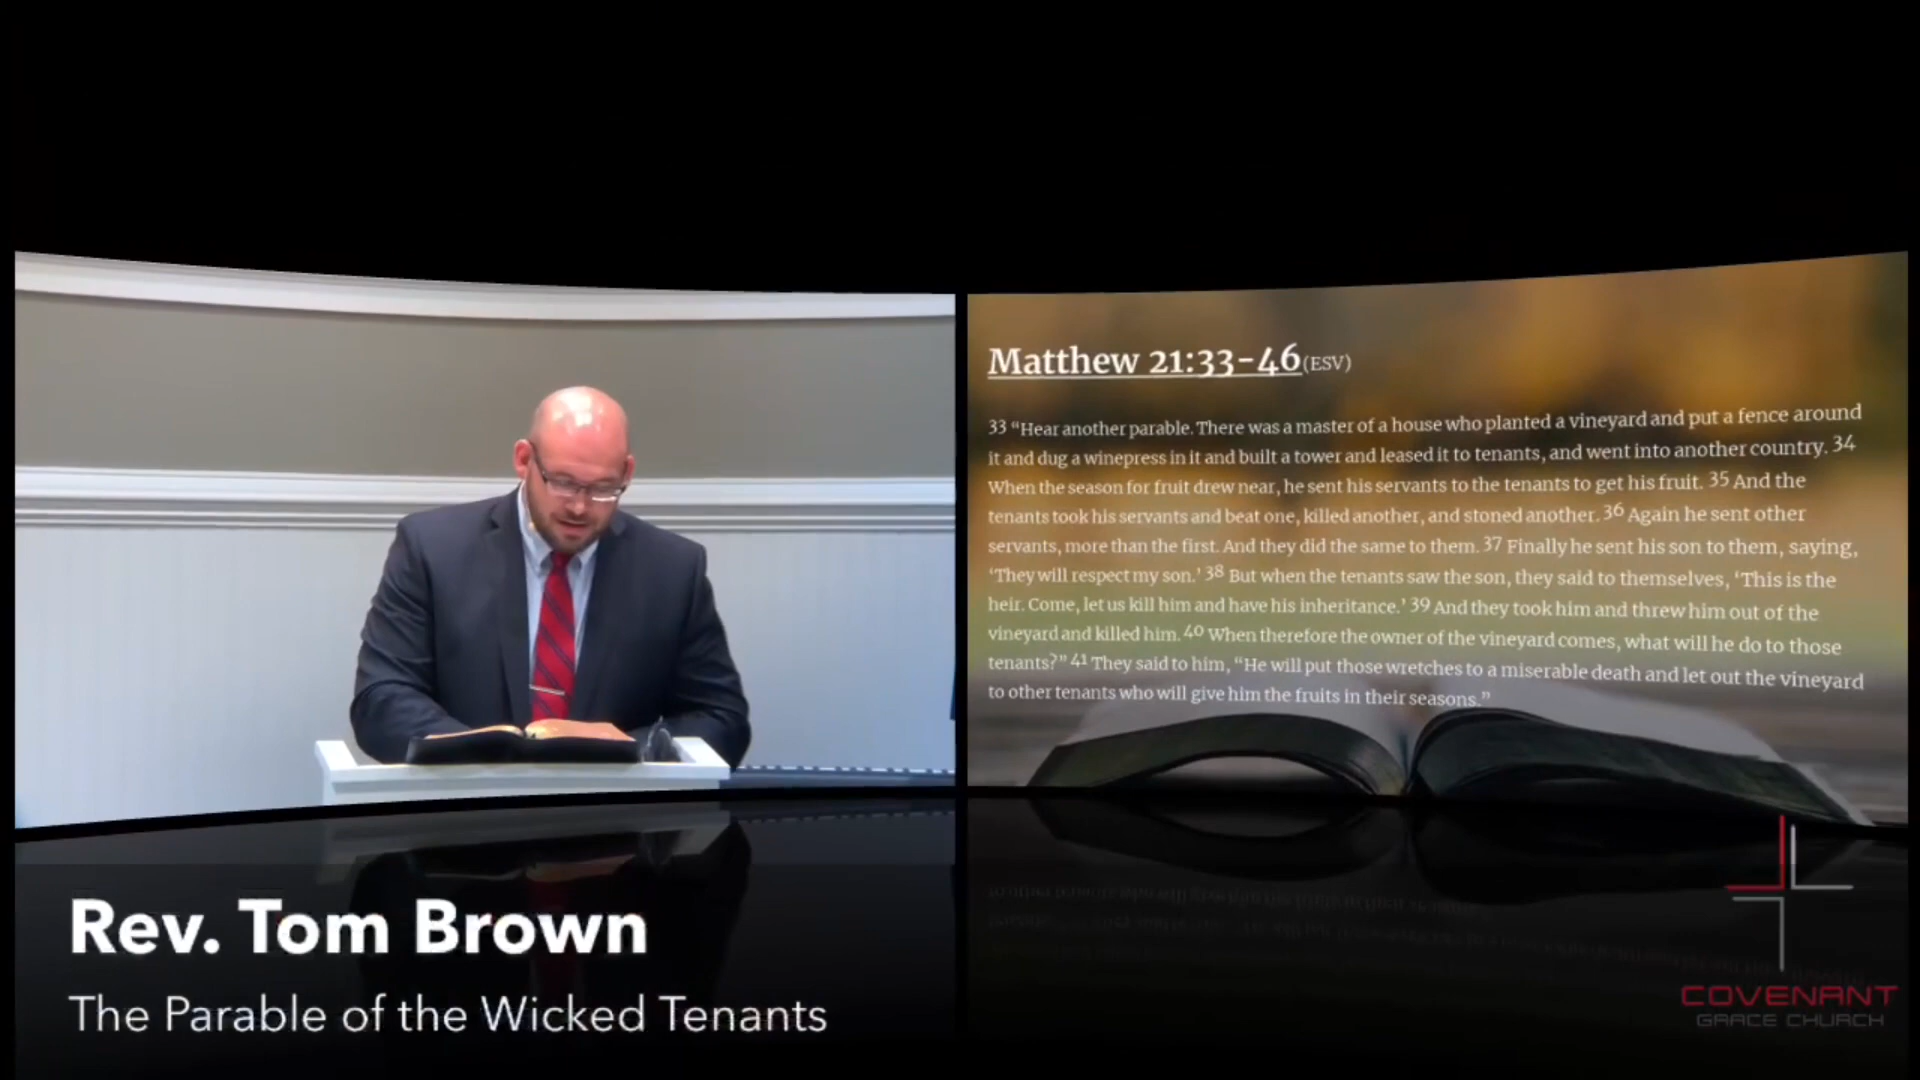 Matthew 21:33-46(ESV)
33 “Hear another parable. There was a master of a house who planted a vineyard and put a fence around
it and dug a winepress in it and built a tower and leased it to tenants, and went into another country. 34
When the season for fruit drew near, he sent his servants to the tenants to get his fruit. 35 And the
tenants took his servants and beat one, killed another, and stoned another. 36 Again he sent other
servants, more than the first. And they did the same to them. 37 Finally he sent his son to them, saying,
‘They will respect my son.’ 38 But when the tenants saw the son, they said to themselves, ‘This is the
heir. Come, let us kill him and have his inheritance.’ 39 And they took him and threw him out of the
vineyard and killed him. 40 When therefore the owner of the vineyard comes, what will he do to those
tenants?” 41 They said to him, “He will put those wretches to a miserable death and let out the vineyard
to other tenants who will give him the fruits in their seasons.”
Rev. Tom Brown
The Parable of the Wicked Tenants
COVENANT
GRACE CHURCH